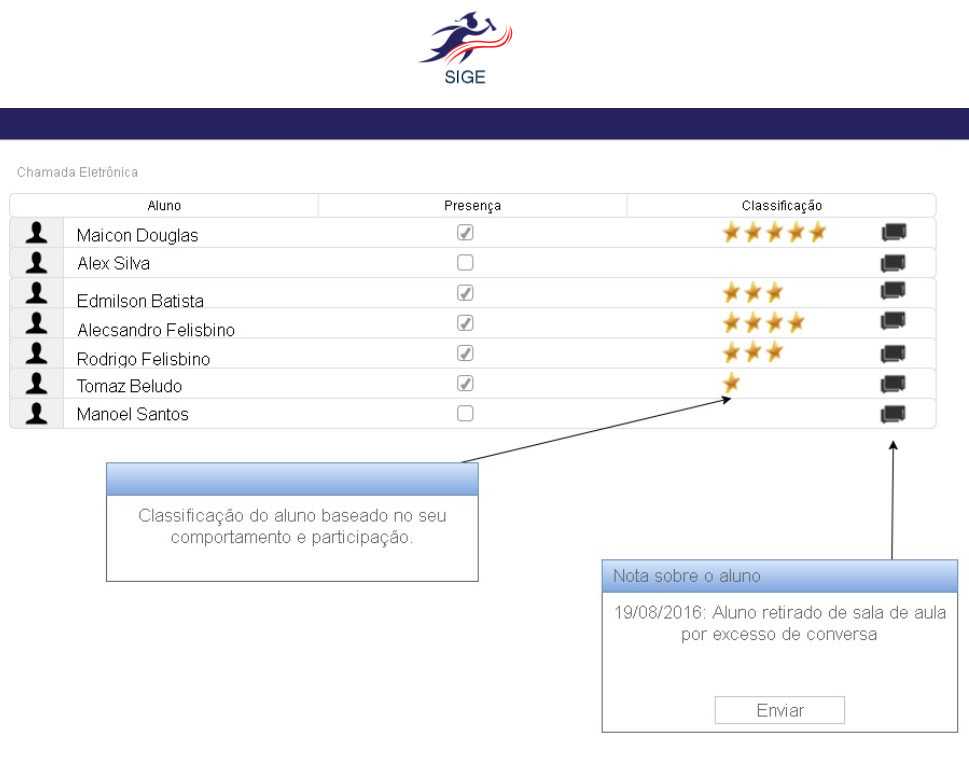 SIGE
Chamada Eletrônica
Aluno Presença Classificação
Maicon Douglas
Alex Silva
Edmilson Batista
Alecsandro Felisbino
Rodrigo Felisbino
Tomaz Beludo
Manoel Santos
Classificação do aluno baseado no seu
comportamento e participação.
Nota sobre o aluno
19/08/2016: Aluno retirado de sala de aula
por excesso de conversa
Enviar